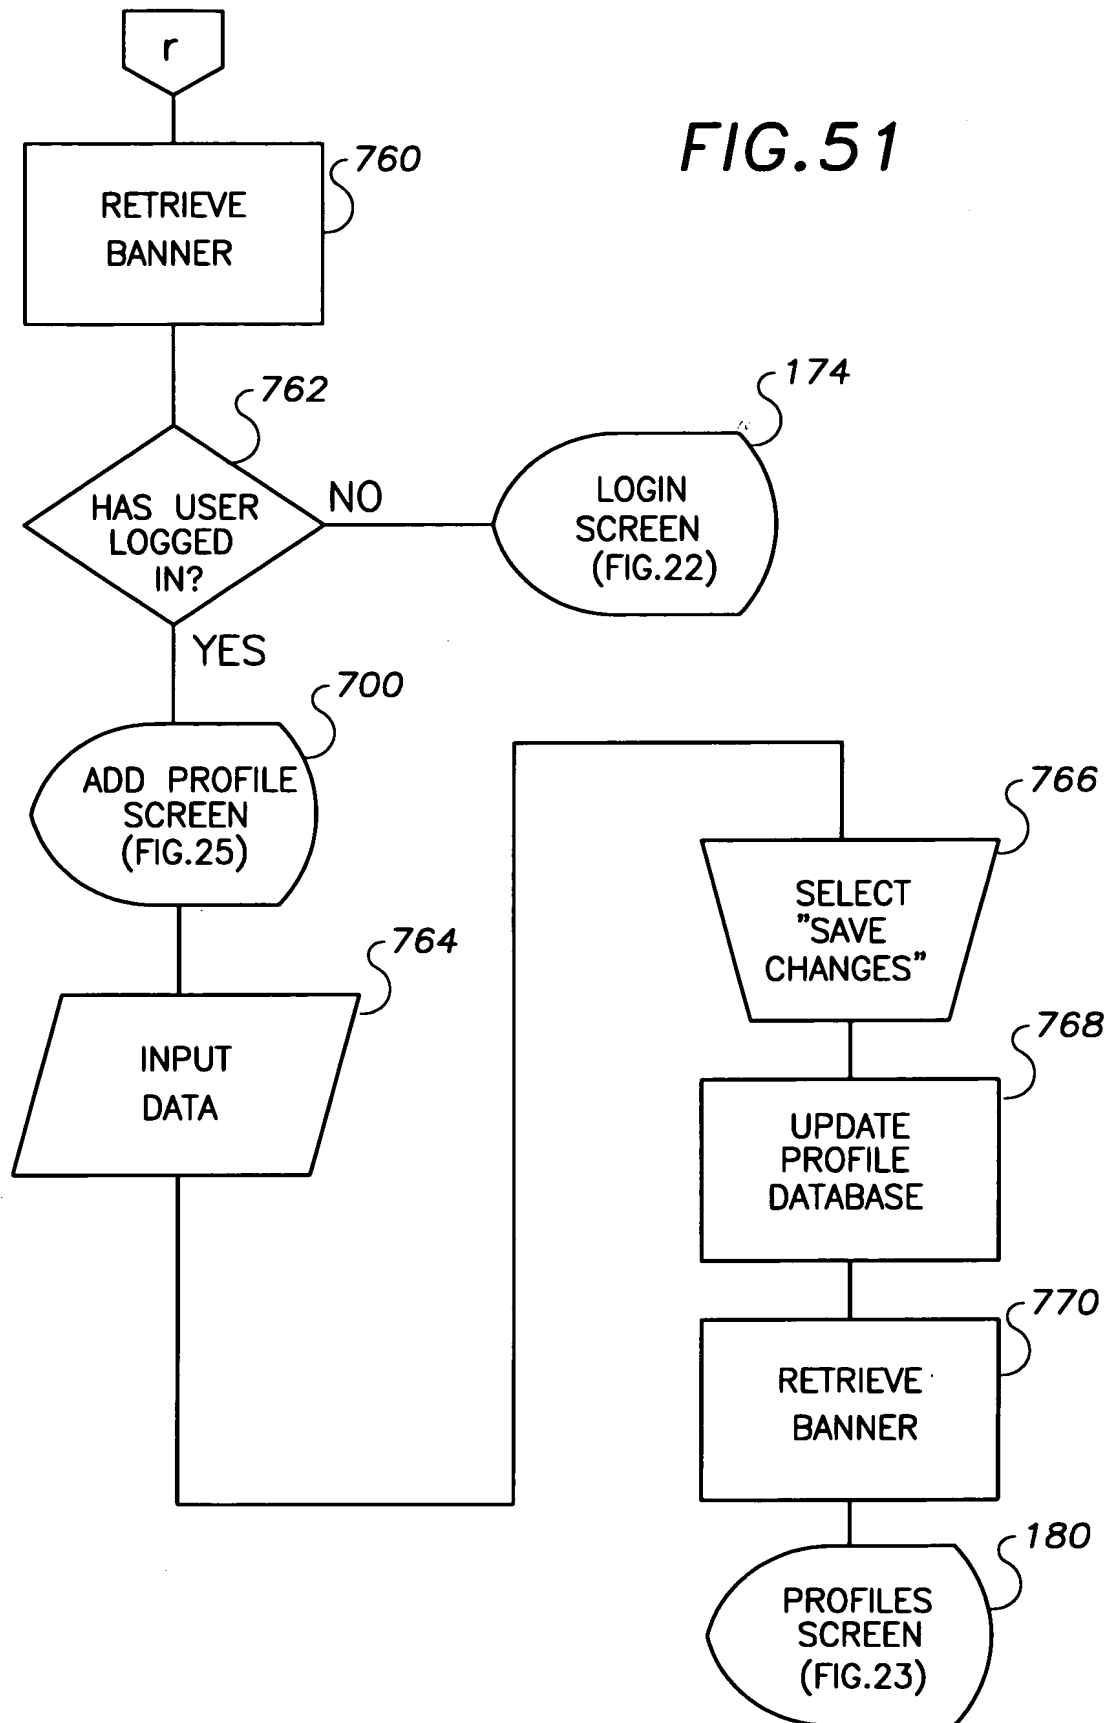 r
FIG.51
760
RETRIEVE
BANNER
762
HAS USER
LOGGED
IN?
NO
174
LOGIN
SCREEN
(FIG.22)
YES
700
ADD PROFILE
SCREEN
(FIG.25)
764
INPUT
DATA
766
SELECT
"SAVE
CHANGES"
768
UPDATE
PROFILE
DATABASE
770
RETRIEVE
BANNER
180
PROFILES
SCREEN
(FIG.23)